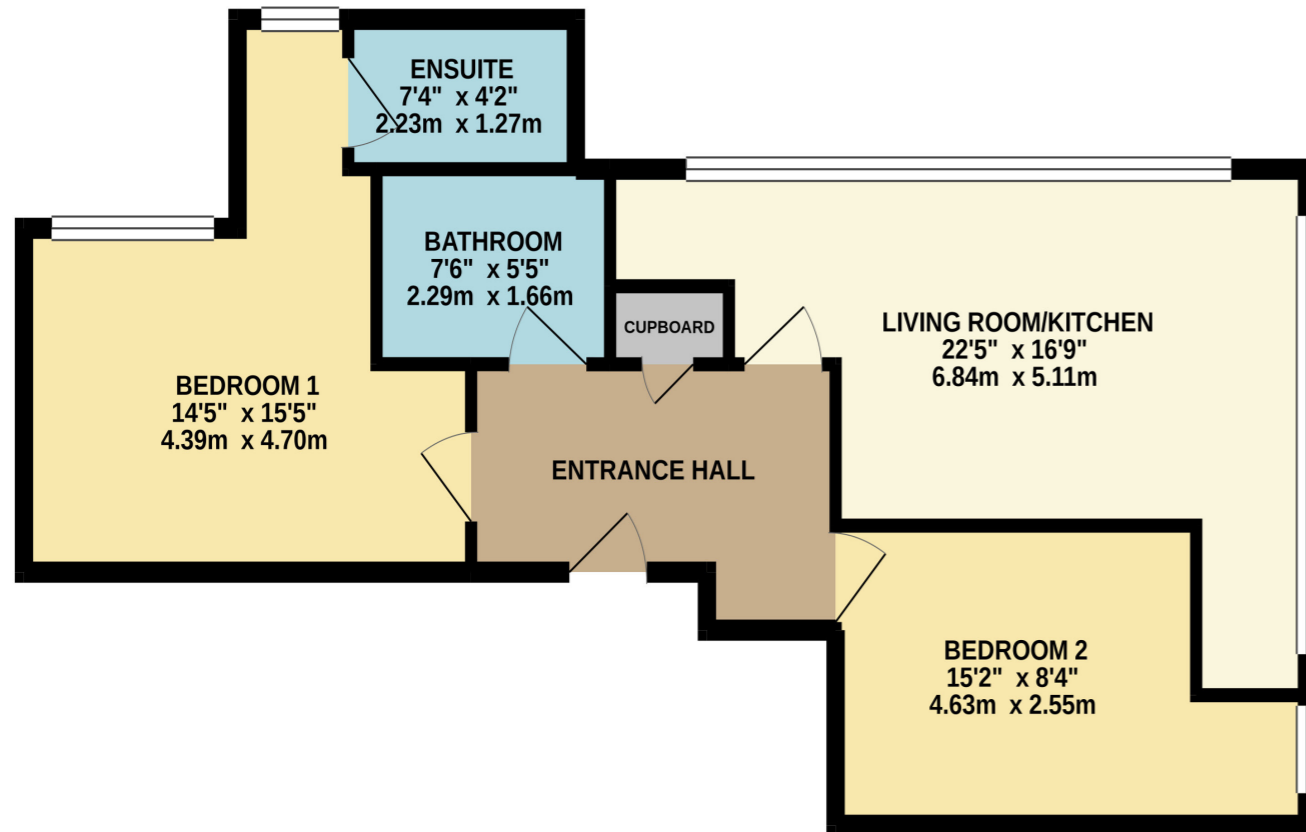 ENSUITE
7'4" x 4'2"
2.23m x 1.27m
BATHROOM
7'6" x 5'5"
2.29m x 1.66m
CUPBOARD
LIVING ROOM/KITCHEN
22'5" x 16'9"
6.84m x 5.11m
BEDROOM 1
14'5" x 15'5"
4.39m x 4.70m
ENTRANCE HALL
BEDROOM 2
15'2" x 8'4"
4.63m x 2.55m